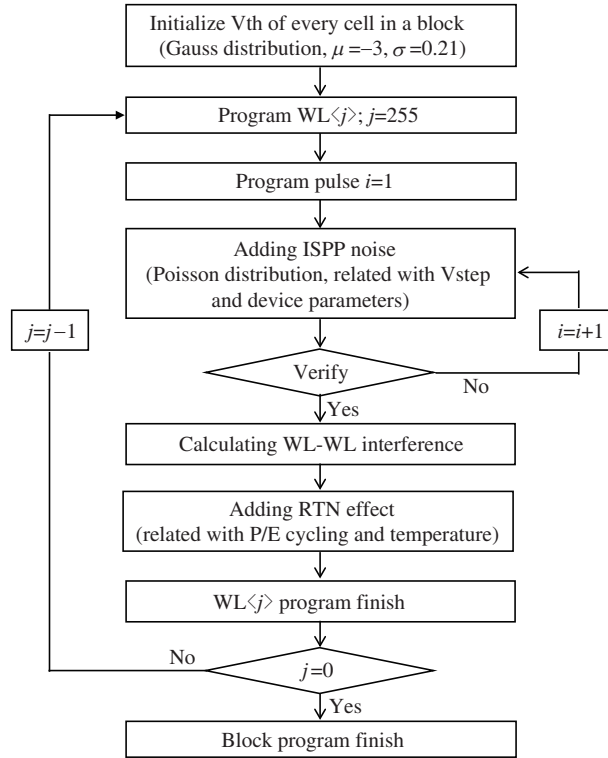 Initialize Vth of every cell in a block
(Gauss distribution, μ =−3, σ =0.21)
Program WL<j>; j=255
Program pulse i=1
Adding ISPP noise
(Poisson distribution, related with Vstep
and device parameters)
j=j−1
i=i+1
Verify
No
Yes
Calculating WL-WL interference
Adding RTN effect
(related with P/E cycling and temperature)
WL<j> program finish
No
j=0
Yes
Block program finish